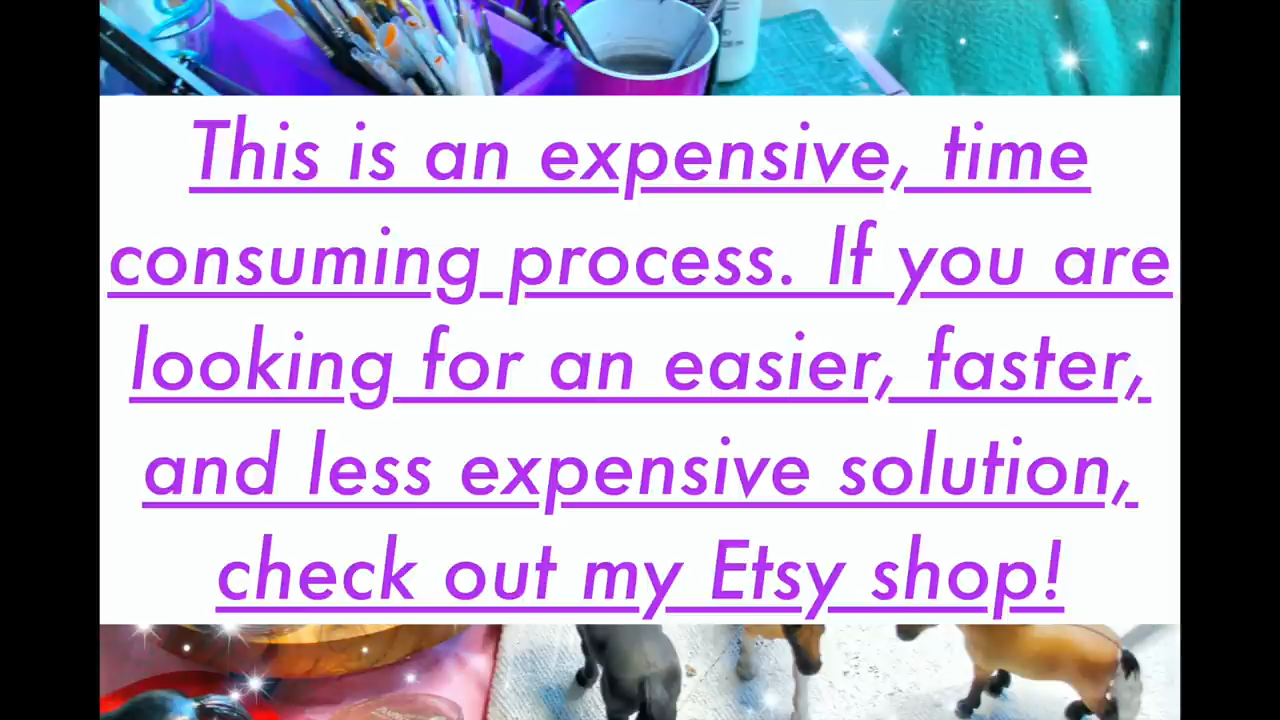 This is an expensive, time
consuming process. If you are
looking for an easier, faster,
and less expensive solution,
check out my Etsy shop!